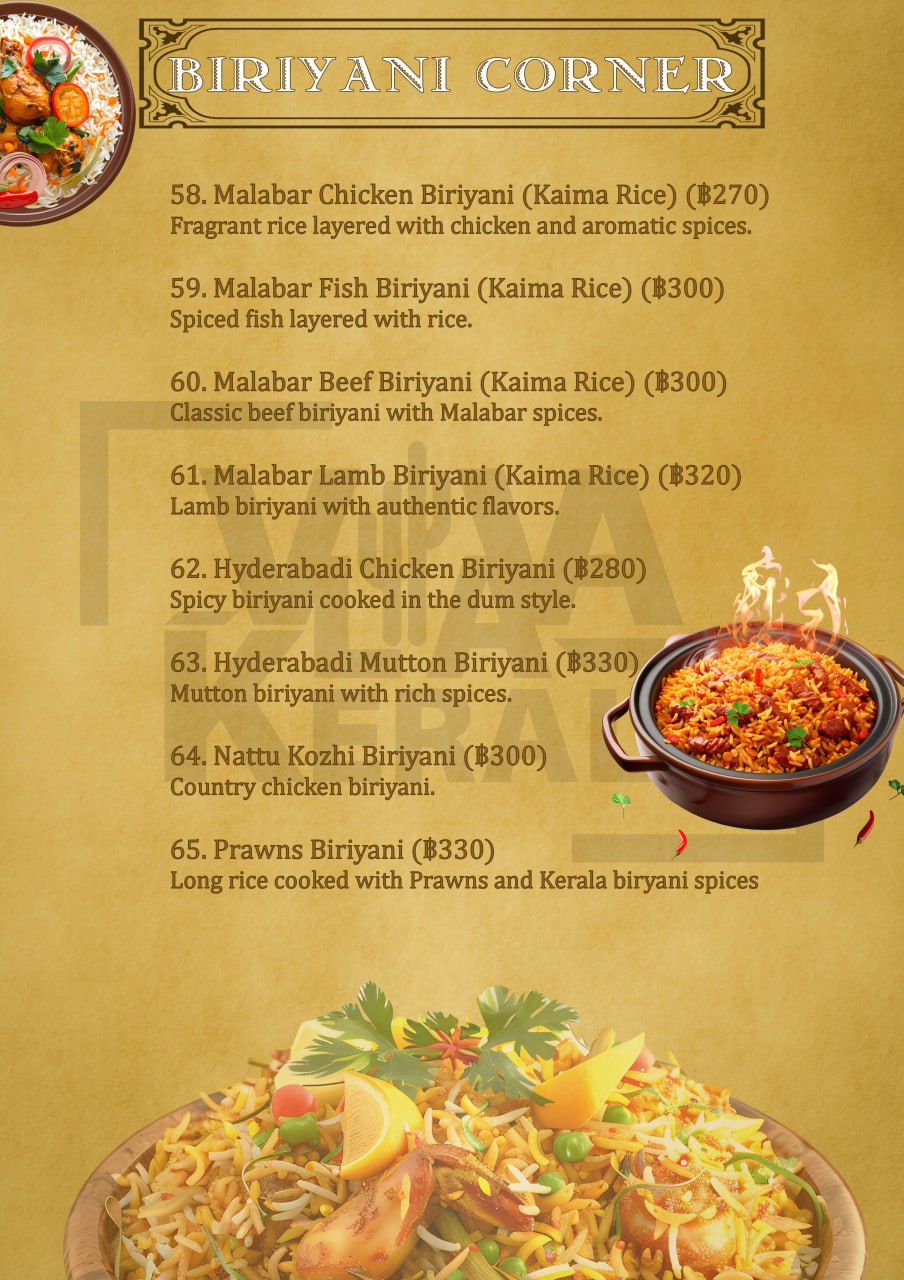 BIRIYANI CORNER
58. Malabar Chicken Biriyani (Kaima Rice) (฿270)
Fragrant rice layered with chicken and aromatic spices.
59. Malabar Fish Biriyani (Kaima Rice) (฿300)
Spiced fish layered with rice.
60. Malabar Beef Biriyani (Kaima Rice) (฿300)
Classic beef biriyani with Malabar spices.
61. Malabar Lamb Biriyani (Kaima Rice) (฿320)
Lamb biriyani with authentic flavors.
62. Hyderabadi Chicken Biriyani (฿280)
Spicy biriyani cooked in the dum style.
63. Hyderabadi Mutton Biriyani (฿330)
Mutton biriyani with rich spices.
64. Nattu Kozhi Biriyani (฿300)
Country chicken biriyani.
65. Prawns Biriyani (฿330)
Long rice cooked with Prawns and Kerala biryani spices